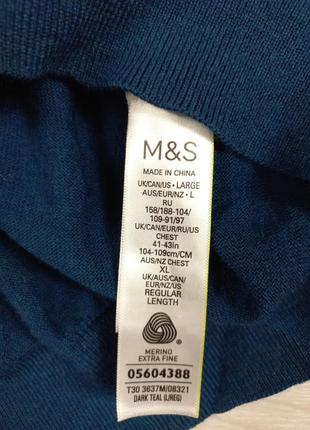 M&S
MADE IN CHINA
UK/CAN/US - LARGE
AUS/EUR/NZ - L
RU
158/188-104/
109-91/97
UK/CAN/EUR/RU/US
CHEST
41-43in
104-109cm/CM
AUS/NZ CHEST
XL
UK/AUS/CAN/
EUR/NZ/US
REGULAR
LENGTH
MERINO
EXTRA FINE
05604388
T30 3637M/08321
DARK TEAL (IJREG)